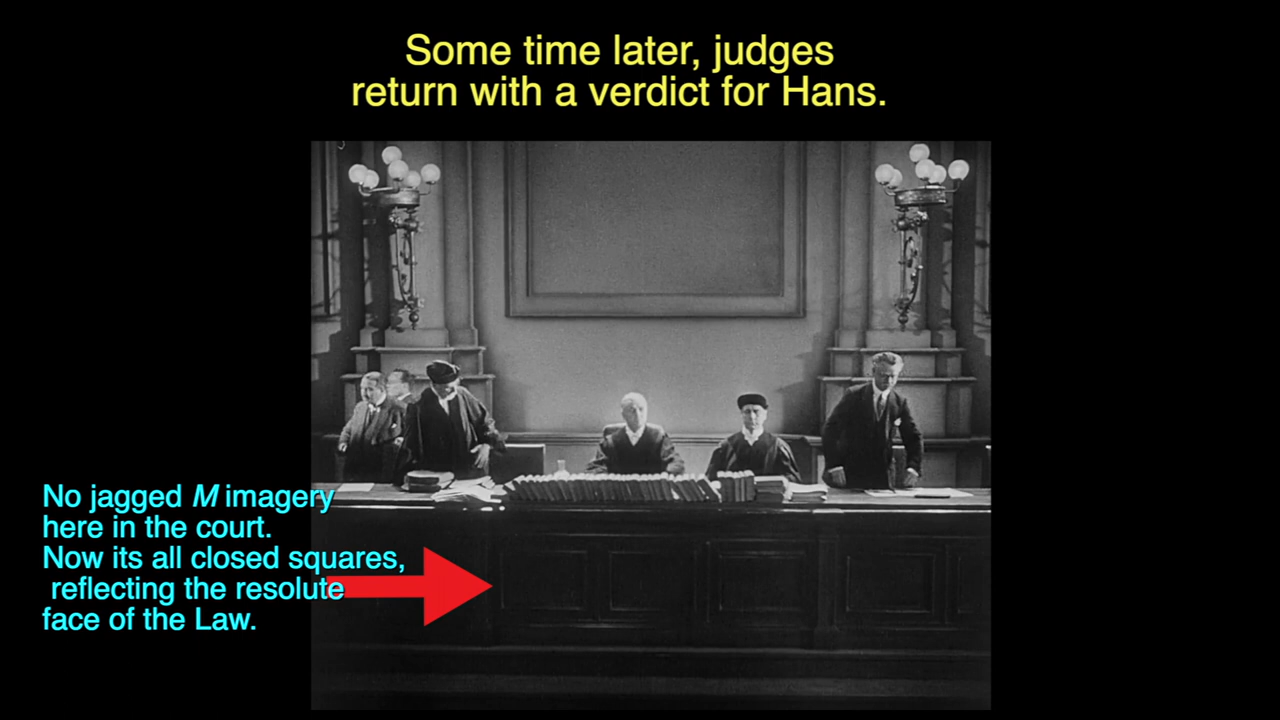 Some time later, judges
return with a verdict for Hans.
No jagged M imagery
here in the court.
Now its all closed squares,
reflecting the resolute
face of the Law.